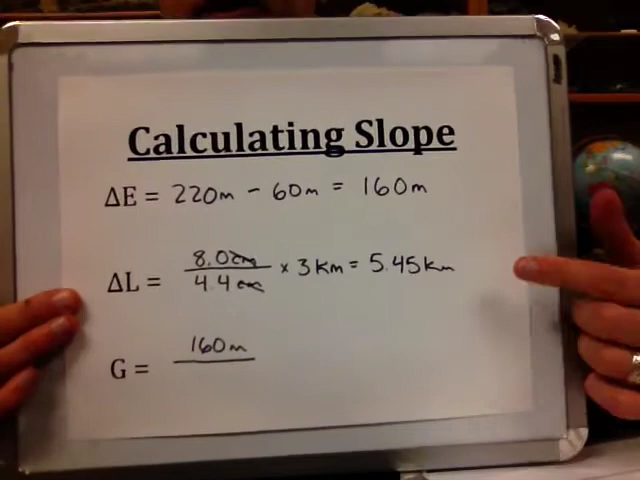 Calculating Slope
ΔE = 220m - 60m = 160m
ΔL = 8.0cm / 4.4cm × 3km = 5.45km
G = 160m